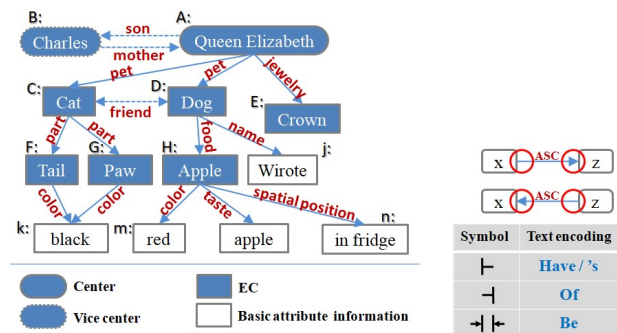 B:
A:
Charles
son
mother
Queen Elizabeth
pet
pet
jewelry
C:
D:
E:
Cat
friend
Dog
Crown
part
part
food
name
j:
F:
G:
H:
Tail
Paw
Apple
Wirote
color
color
color
taste
spatial position
k:
m:
n:
black
red
apple
in fridge
Center
EC
Vice center
Basic attribute information
x
ASC
z
x
ASC
z
Symbol Text encoding
Have / 's
Of
Be